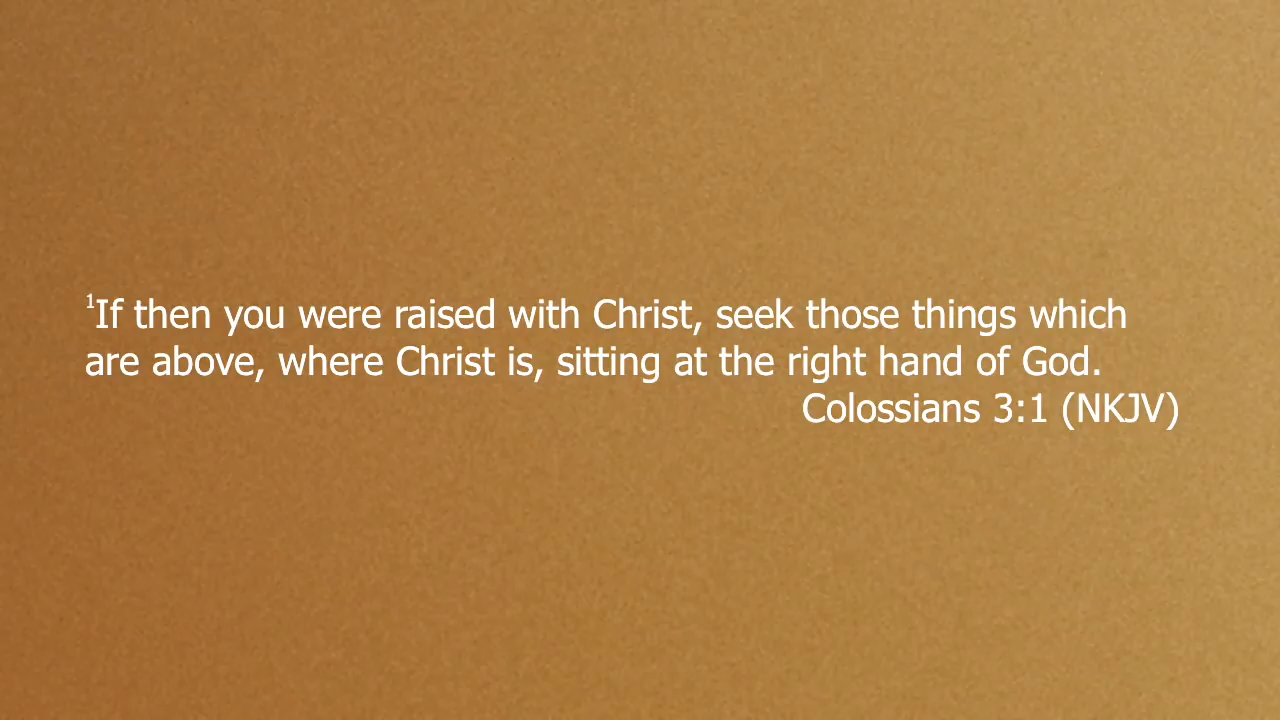 ¹If then you were raised with Christ, seek those things which
are above, where Christ is, sitting at the right hand of God.
Colossians 3:1 (NKJV)